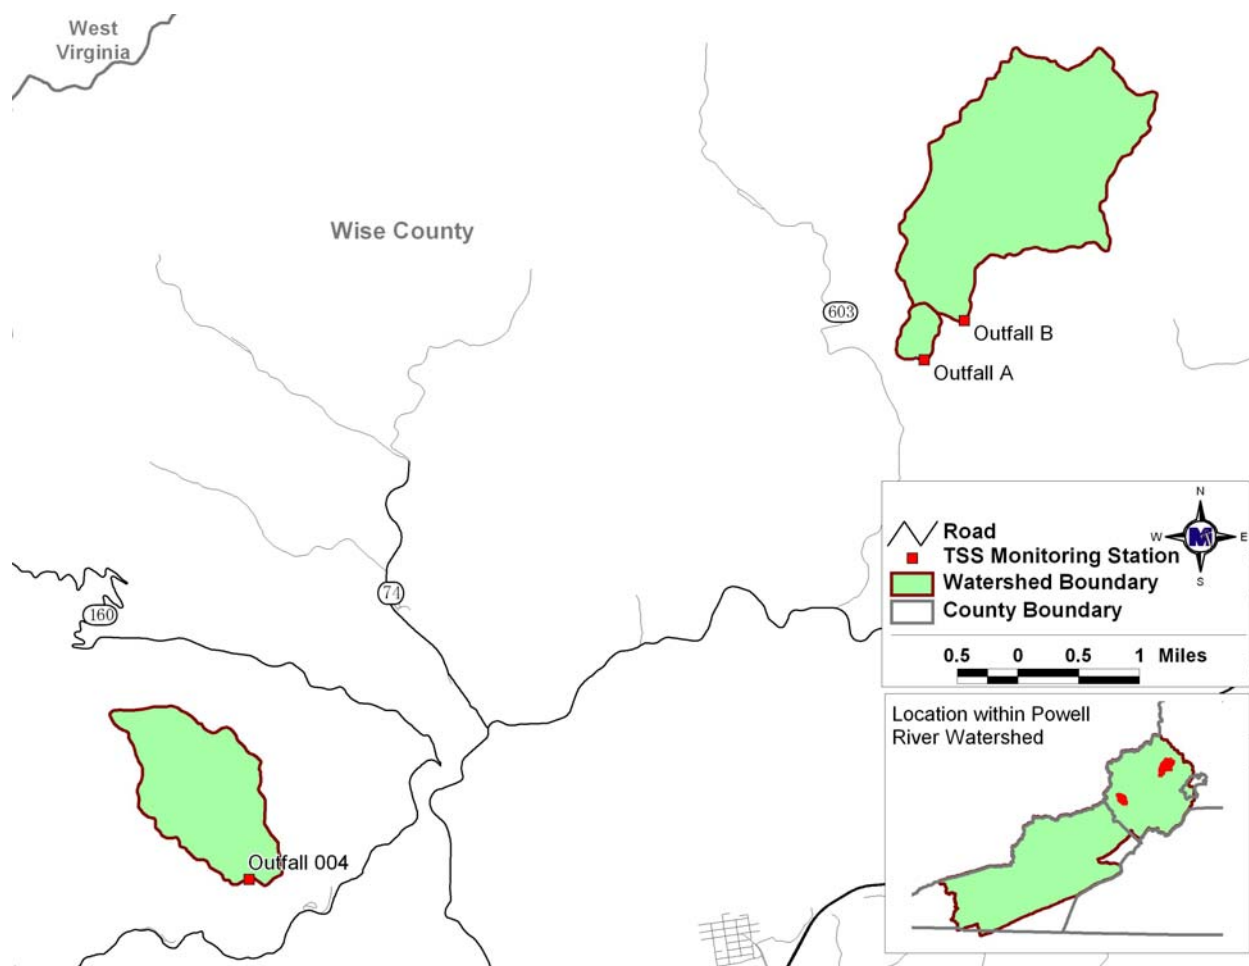 West
Virginia
Wise County
603
Outfall B
Outfall A
N
W E
S
Road
TSS Monitoring Station
Watershed Boundary
County Boundary
0.5 0 0.5 1 Miles
74
160
Location within Powell
River Watershed
Outfall 004